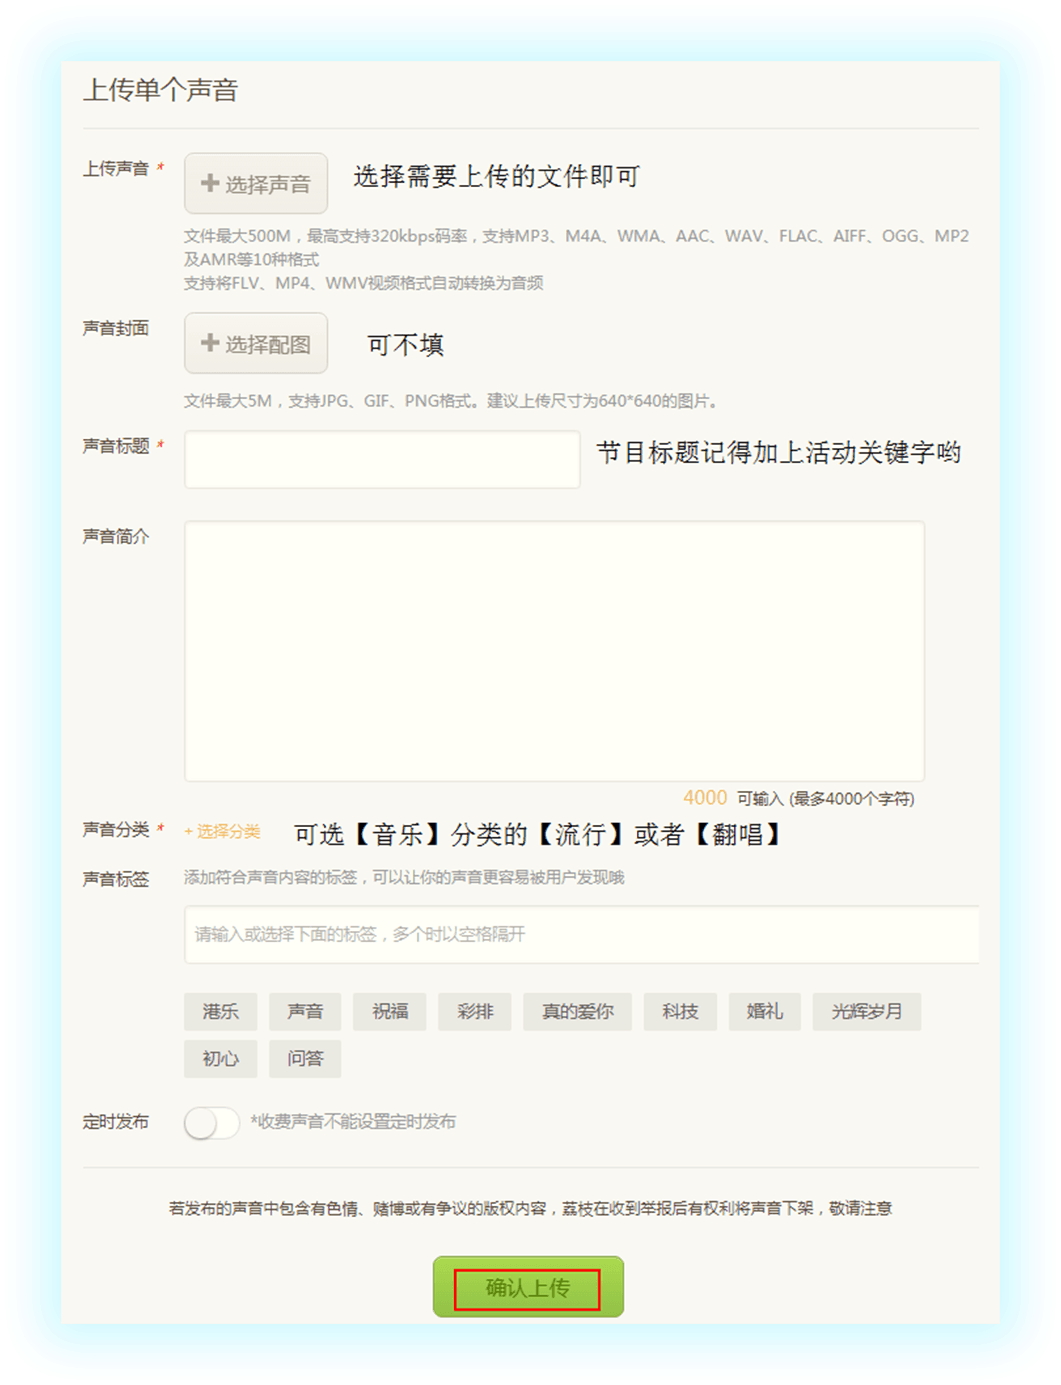 上传单个声音
上传声音 *
+ 选择声音
选择需要上传的文件即可
文件最大500M，最高支持320kbps码率，支持MP3、M4A、WMA、AAC、WAV、FLAC、AIFF、OGG、MP2
及AMR等10种格式
支持将FLV、MP4、WMV视频格式自动转换为音频
声音封面
+ 选择配图
可不填
文件最大5M，支持JPG、GIF、PNG格式。建议上传尺寸为640*640的图片。
声音标题 *
节目标题记得加上活动关键字哟
声音简介
4000 可输入 (最多4000个字符)
声音分类 *
+ 选择分类
可选【音乐】分类的【流行】或者【翻唱】
声音标签
添加符合声音内容的标签，可以让你的声音更容易被用户发现哦
请输入或选择下面的标签，多个时以空格隔开
港乐 声音 祝福 彩排 真的爱你 科技 婚礼 光辉岁月
初心 问答
定时发布
*收费声音不能设置定时发布
若发布的声音中包含有色情、赌博或有争议的版权内容，荔枝在收到举报后有权利将声音下架，敬请注意
确认上传